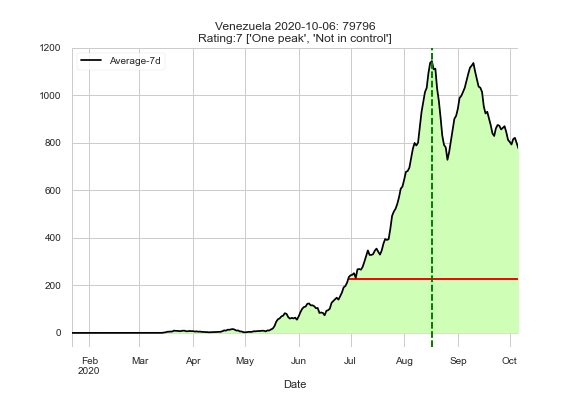 Venezuela 2020-10-06: 79796
Rating:7 ['One peak', 'Not in control']
1200
Average-7d
1000
800
600
400
200
0
Feb Mar Apr May Jun Jul Aug Sep Oct
2020
Date